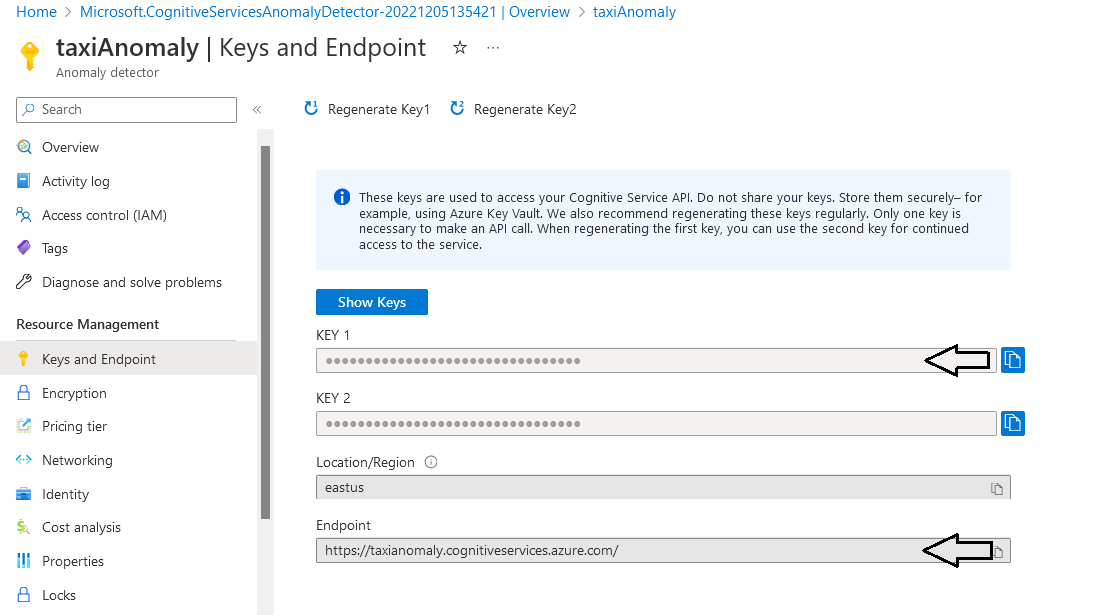 Home > Microsoft.CognitiveServicesAnomalyDetector-20221205135421 | Overview > taxiAnomaly
taxiAnomaly | Keys and Endpoint
Anomaly detector
Search
Overview
Activity log
Access control (IAM)
Tags
Diagnose and solve problems
Resource Management
Keys and Endpoint
Encryption
Pricing tier
Networking
Identity
Cost analysis
Properties
Locks
Regenerate Key1
Regenerate Key2
These keys are used to access your Cognitive Service API. Do not share your keys. Store them securely– for
example, using Azure Key Vault. We also recommend regenerating these keys regularly. Only one key is
necessary to make an API call. When regenerating the first key, you can use the second key for continued
access to the service.
Show Keys
KEY 1
••••••••••••••••••••••••••••••••
KEY 2
••••••••••••••••••••••••••••••••
Location/Region
eastus
Endpoint
https://taxianomaly.cognitiveservices.azure.com/